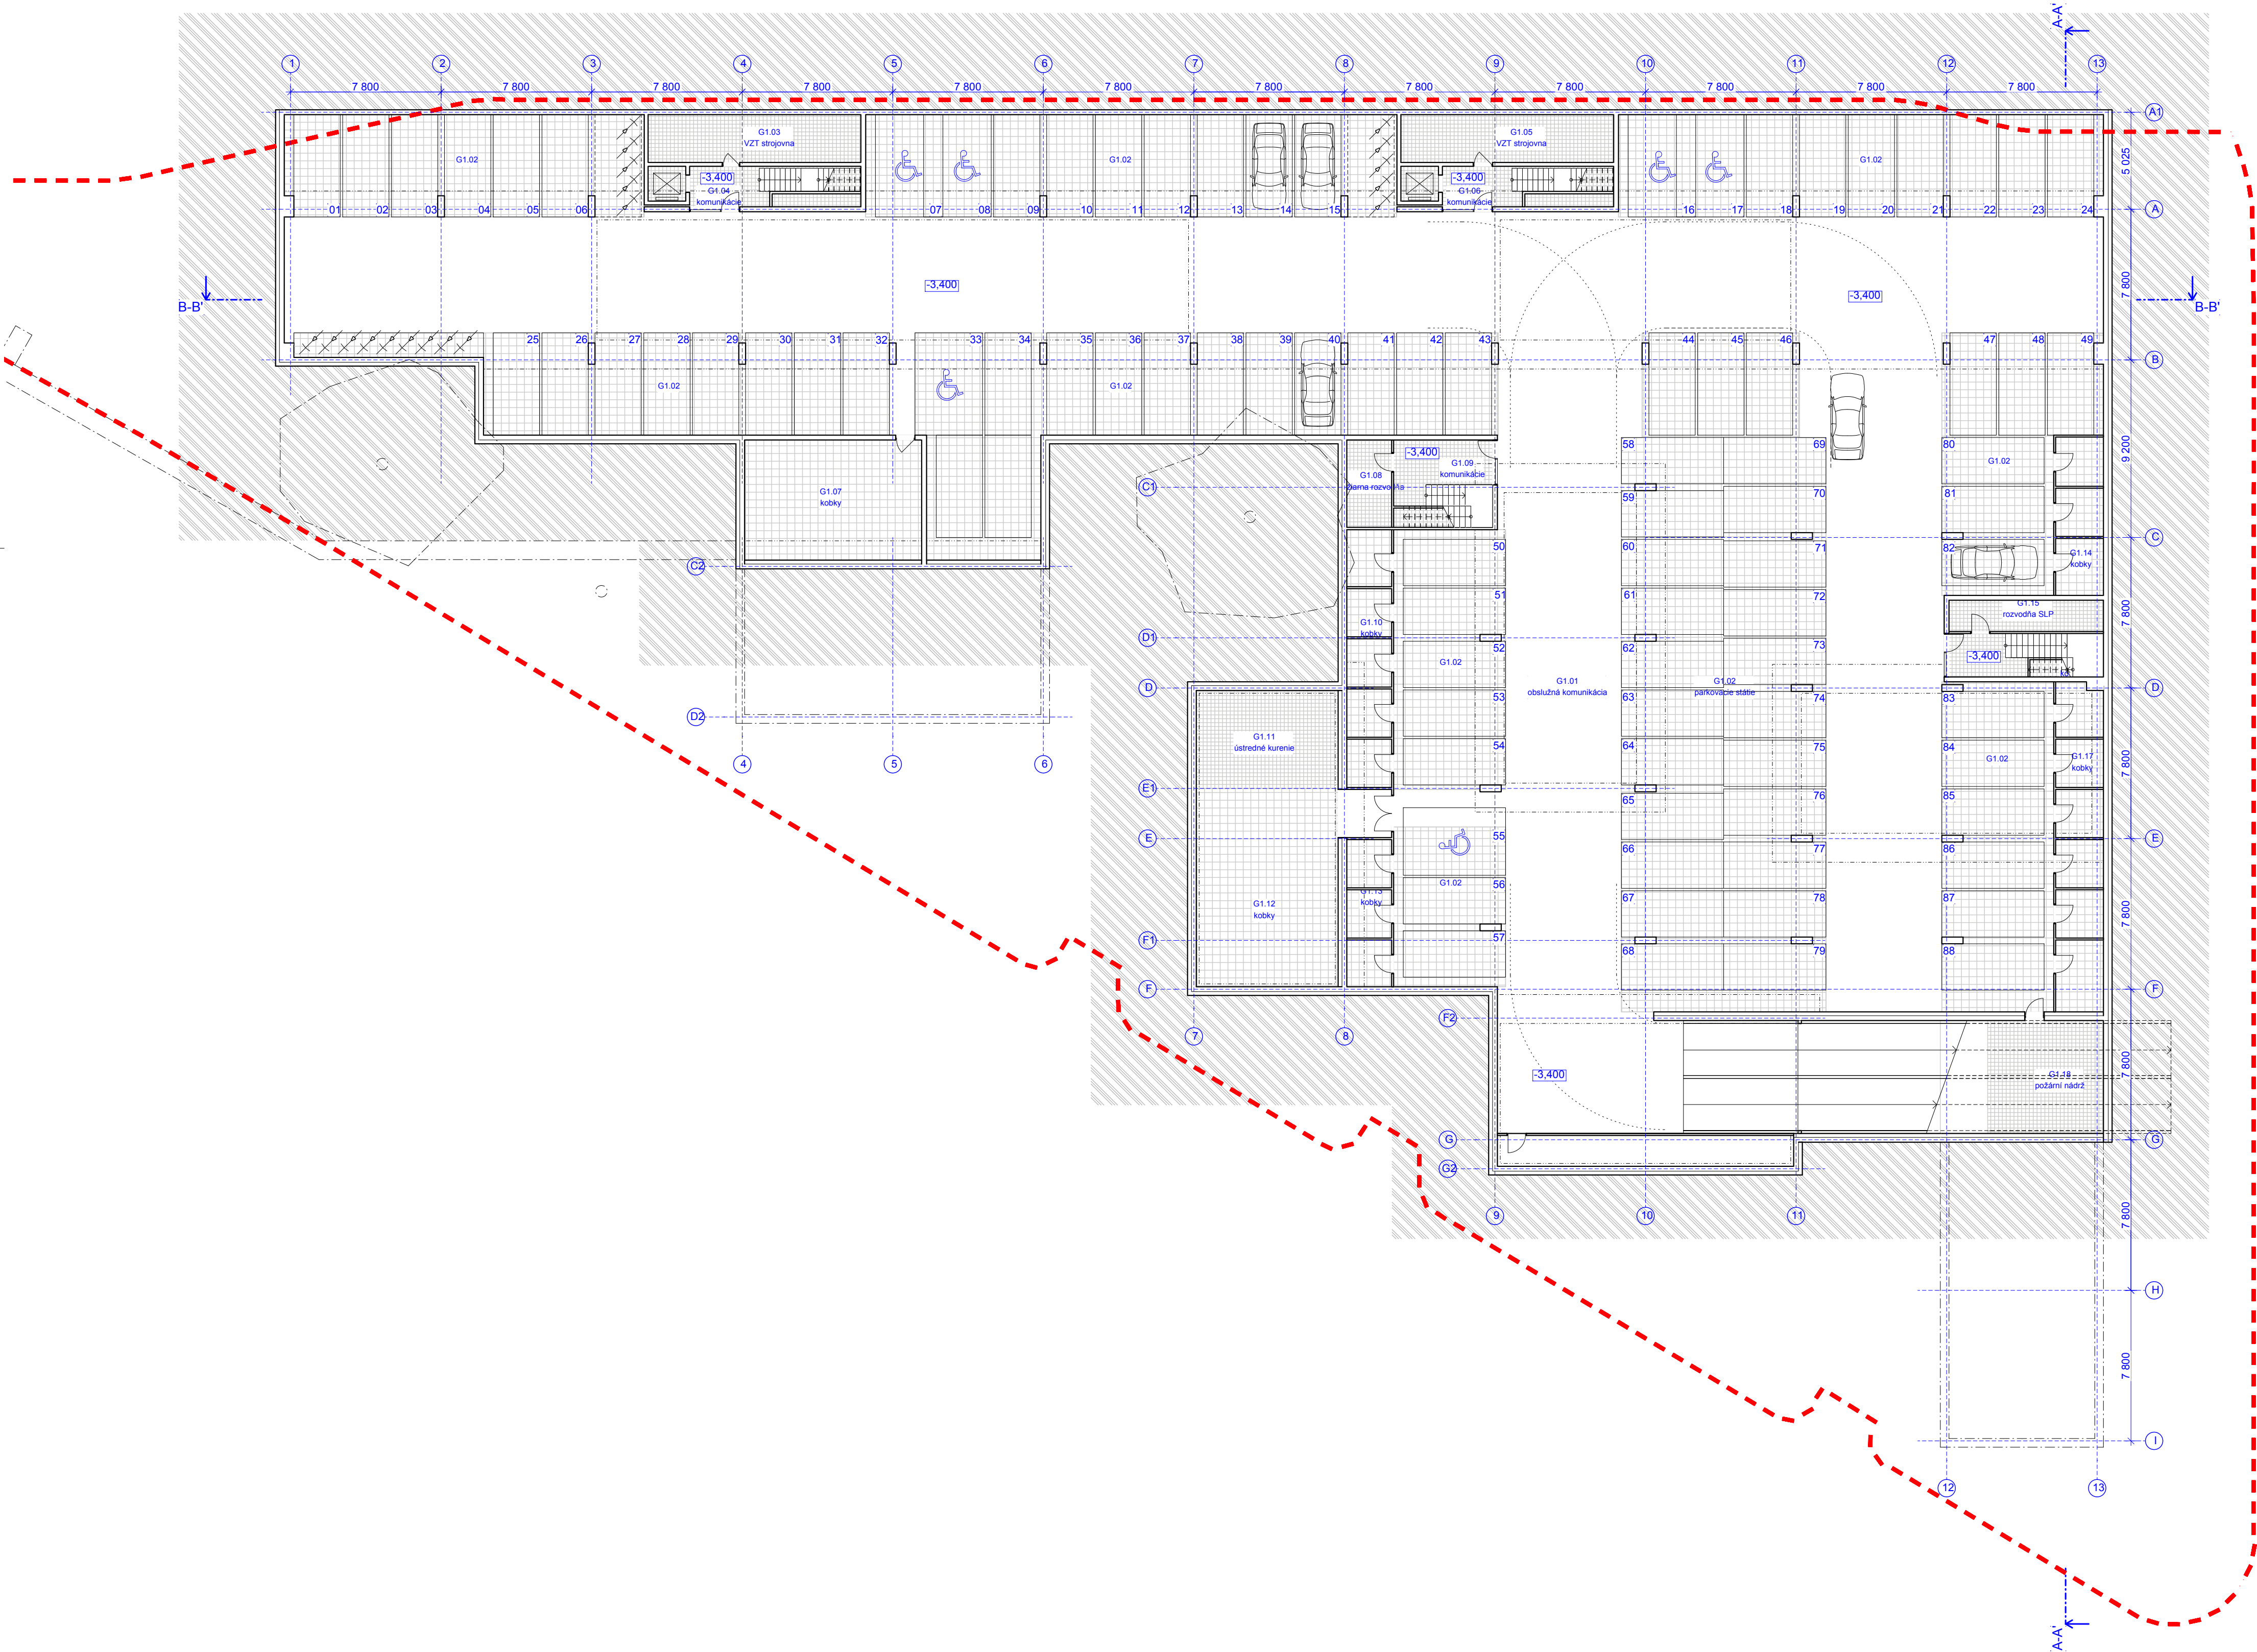 A-A'
1 2 3 4 5 6 7 8 9 10 11 12 13
7 800 7 800 7 800 7 800 7 800 7 800 7 800 7 800 7 800 7 800 7 800 7 800
A1
G1.03
VZT strojovna
G1.05
VZT strojovna
G1.02 G1.02 G1.02
5 025
-3,400 -3,400
G1.04
komunikácie
G1.06
komunikácie
01 02 03 04 05 06 07 08 09 10 11 12 13 14 15 16 17 18 19 20 21 22 23 24
A
7 800
-3,400 -3,400
B-B' B-B'
25 26 27 28 29 30 31 32 33 34 35 36 37 38 39 40 41 42 43 44 45 46 47 48 49
B
G1.02 G1.02
58 69 80
9 200
-3,400
G1.02
G1.09
komunikácie
G1.08
G1.07
kobky
C1
59 70 81
C
50 60 71 82
G1.14
kobky
C2
51 61 72
G1.15
rozvodňa SLP
7 800
G1.10
kobky
D1
52 62 73
-3,400
G1.02
G1.01
obslužná komunikácia
G1.02
parkovacie státie
D D
53 63 74 83
D2
G1.11
ústredné kurenie
54 64 75 84
G1.02
G1.17
kobky
7 800
4 5 6
E1
65 76 85
55
E E
66 77 86
G1.02
56
67 78 87
G1.13
kobky
G1.12
kobky
7 800
F1
57
68 79 88
F F
F2
7 8
7 800
-3,400
G1.18
požární nádrž
G G
G2
9 10 11
7 800
H
7 800
I
12 13
A-A'